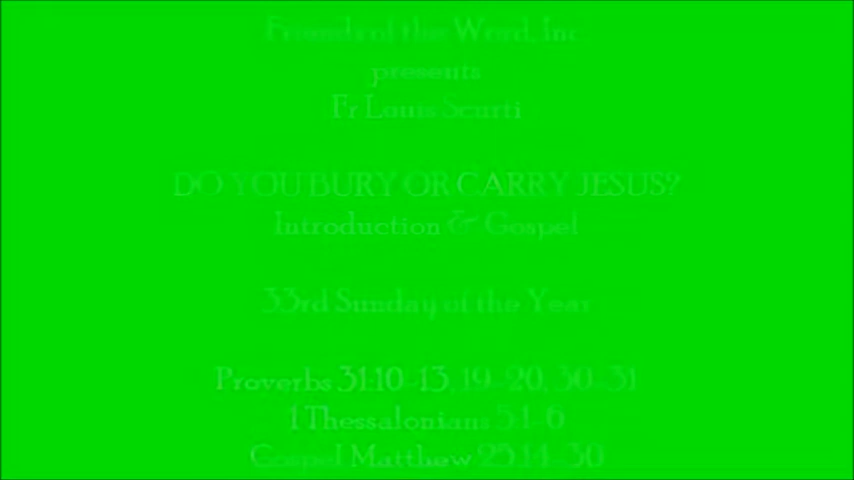 Friends of the Word, Inc.
presents
Fr Louis Scurti
DO YOU BURY OR CARRY JESUS?
Introduction & Gospel
33rd Sunday of the Year
Proverbs 31:10-13, 19-20, 30-31
1 Thessalonians 5:1-6
Gospel Matthew 25:14-30